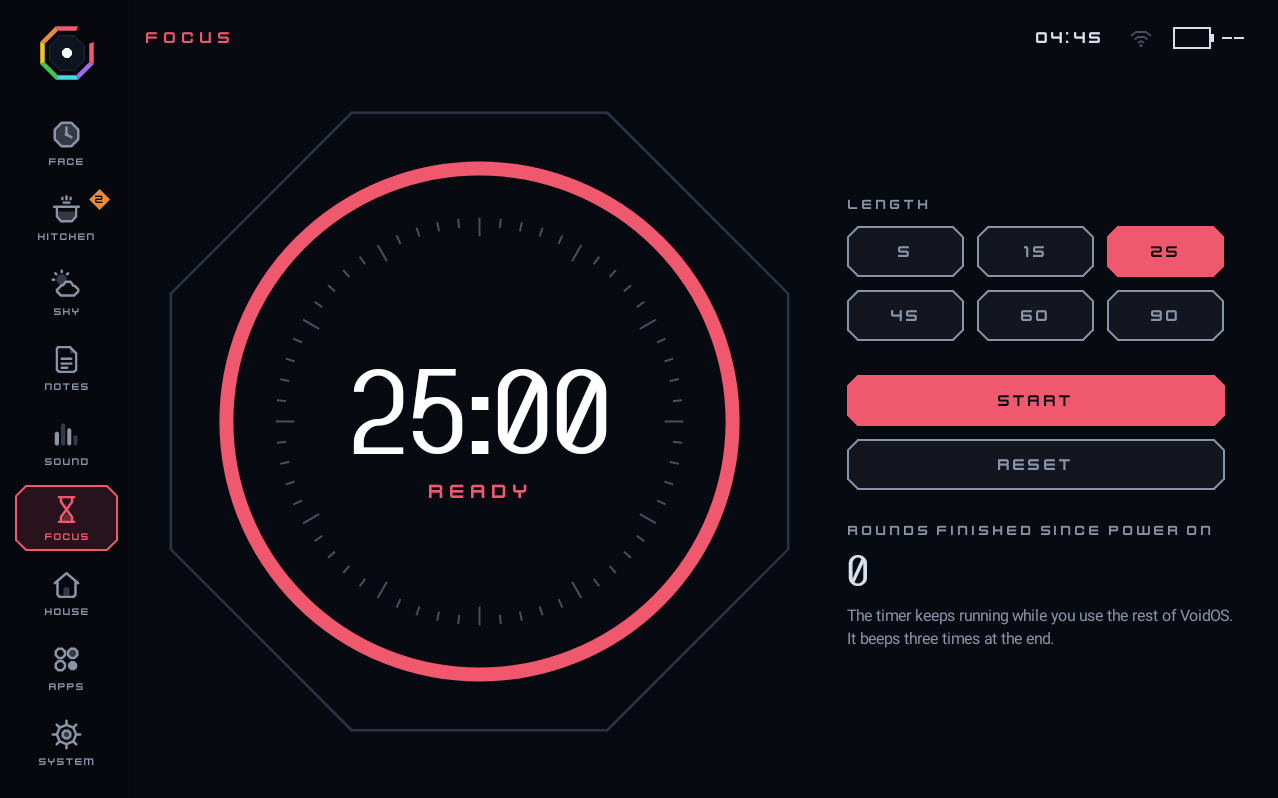 FOCUS
04:45
--
FACE
2
KITCHEN
SKY
NOTES
SOUND
FOCUS
HOUSE
APPS
SYSTEM
25:00
READY
LENGTH
5 15 25
45 60 90
START
RESET
ROUNDS FINISHED SINCE POWER ON
0
The timer keeps running while you use the rest of VoidOS.
It beeps three times at the end.